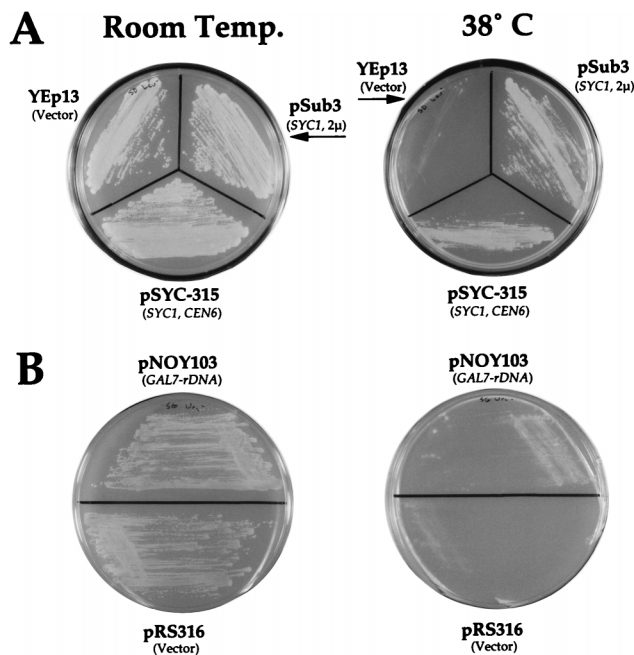 A
Room Temp.
38° C
YEp13
(Vector)
pSub3
(SYC1, 2μ)
YEp13
(Vector)
pSub3
(SYC1, 2μ)
pSYC-315
(SYC1, CEN6)
pSYC-315
(SYC1, CEN6)
B
pNOY103
(GAL7-rDNA)
pNOY103
(GAL7-rDNA)
pRS316
(Vector)
pRS316
(Vector)